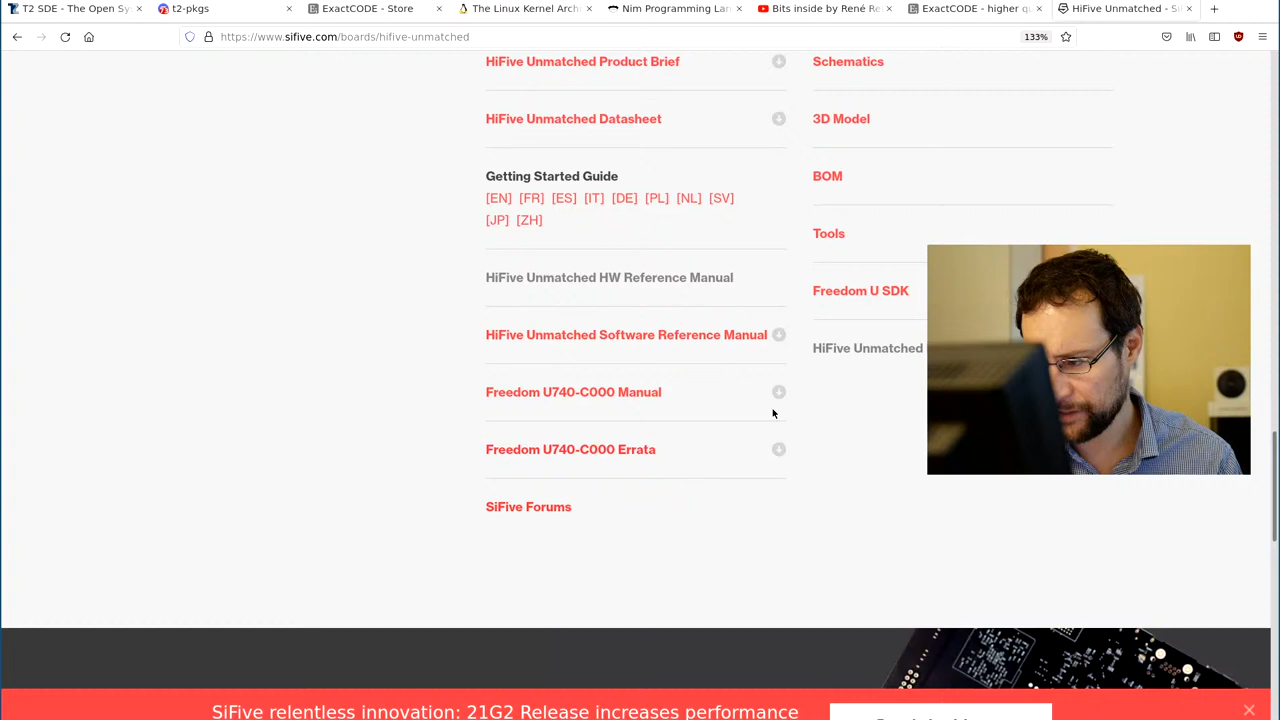 T2 SDE - The Open Sy
t2-pkgs
ExactCODE - Store
The Linux Kernel Arch
Nim Programming Lan
Bits inside by René Re
ExactCODE - higher qu
HiFive Unmatched - Si
https://www.sifive.com/boards/hifive-unmatched
133%
HiFive Unmatched Product Brief
Schematics
HiFive Unmatched Datasheet
3D Model
Getting Started Guide
BOM
[EN] [FR] [ES] [IT] [DE] [PL] [NL] [SV]
[JP] [ZH]
Tools
HiFive Unmatched HW Reference Manual
Freedom U SDK
HiFive Unmatched Software Reference Manual
HiFive Unmatched
Freedom U740-C000 Manual
Freedom U740-C000 Errata
SiFive Forums
SiFive relentless innovation: 21G2 Release increases performance